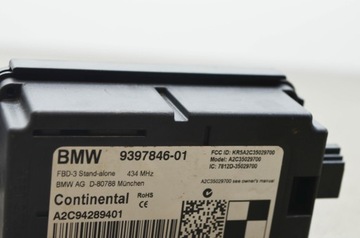 BMW 9397846-01
FCC ID: KR5A2C35029700
Model: A2C35029700
IC: 7812D-35029700
FBD-3 Stand-alone 434 MHz
BMW AG D-80788 München
A2C35029700 see owner's manual
Continental RoHS
CE
A2C94289401